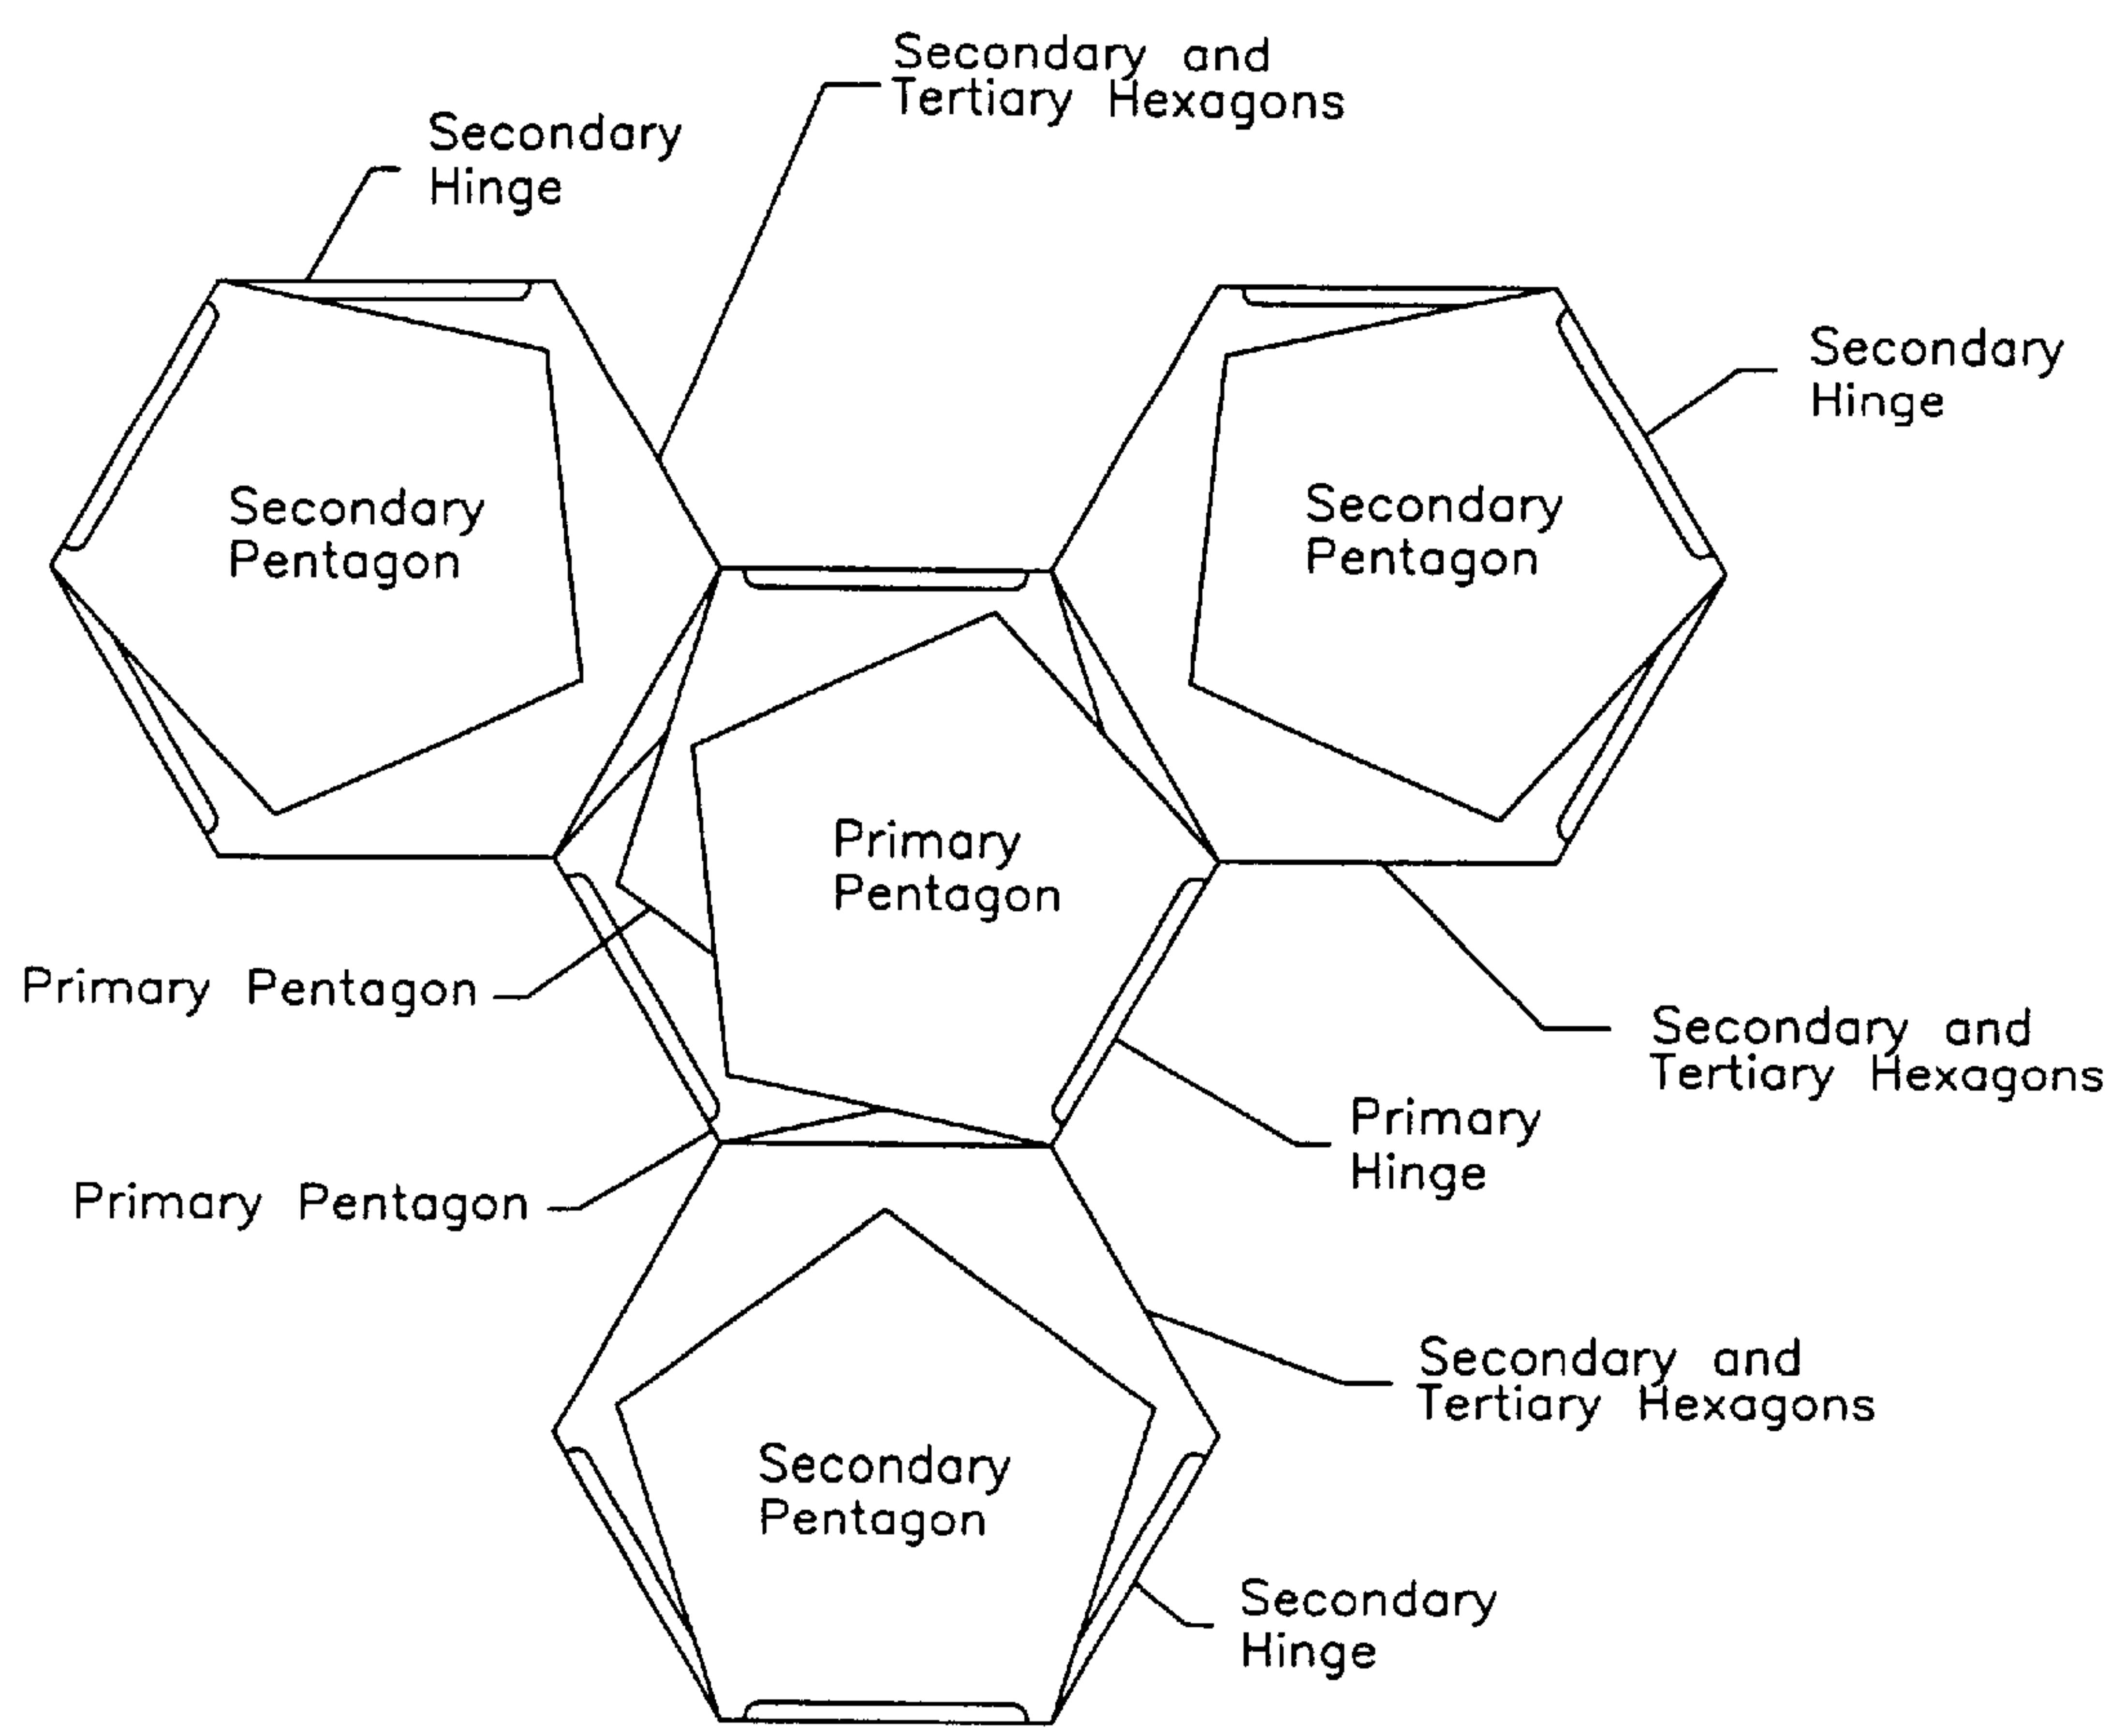 Secondary and
Tertiary Hexagons
Secondary
Hinge
Secondary
Hinge
Secondary
Pentagon
Secondary
Pentagon
Primary
Pentagon
Primary Pentagon
Secondary and
Tertiary Hexagons
Primary
Hinge
Primary Pentagon
Secondary and
Tertiary Hexagons
Secondary
Pentagon
Secondary
Hinge